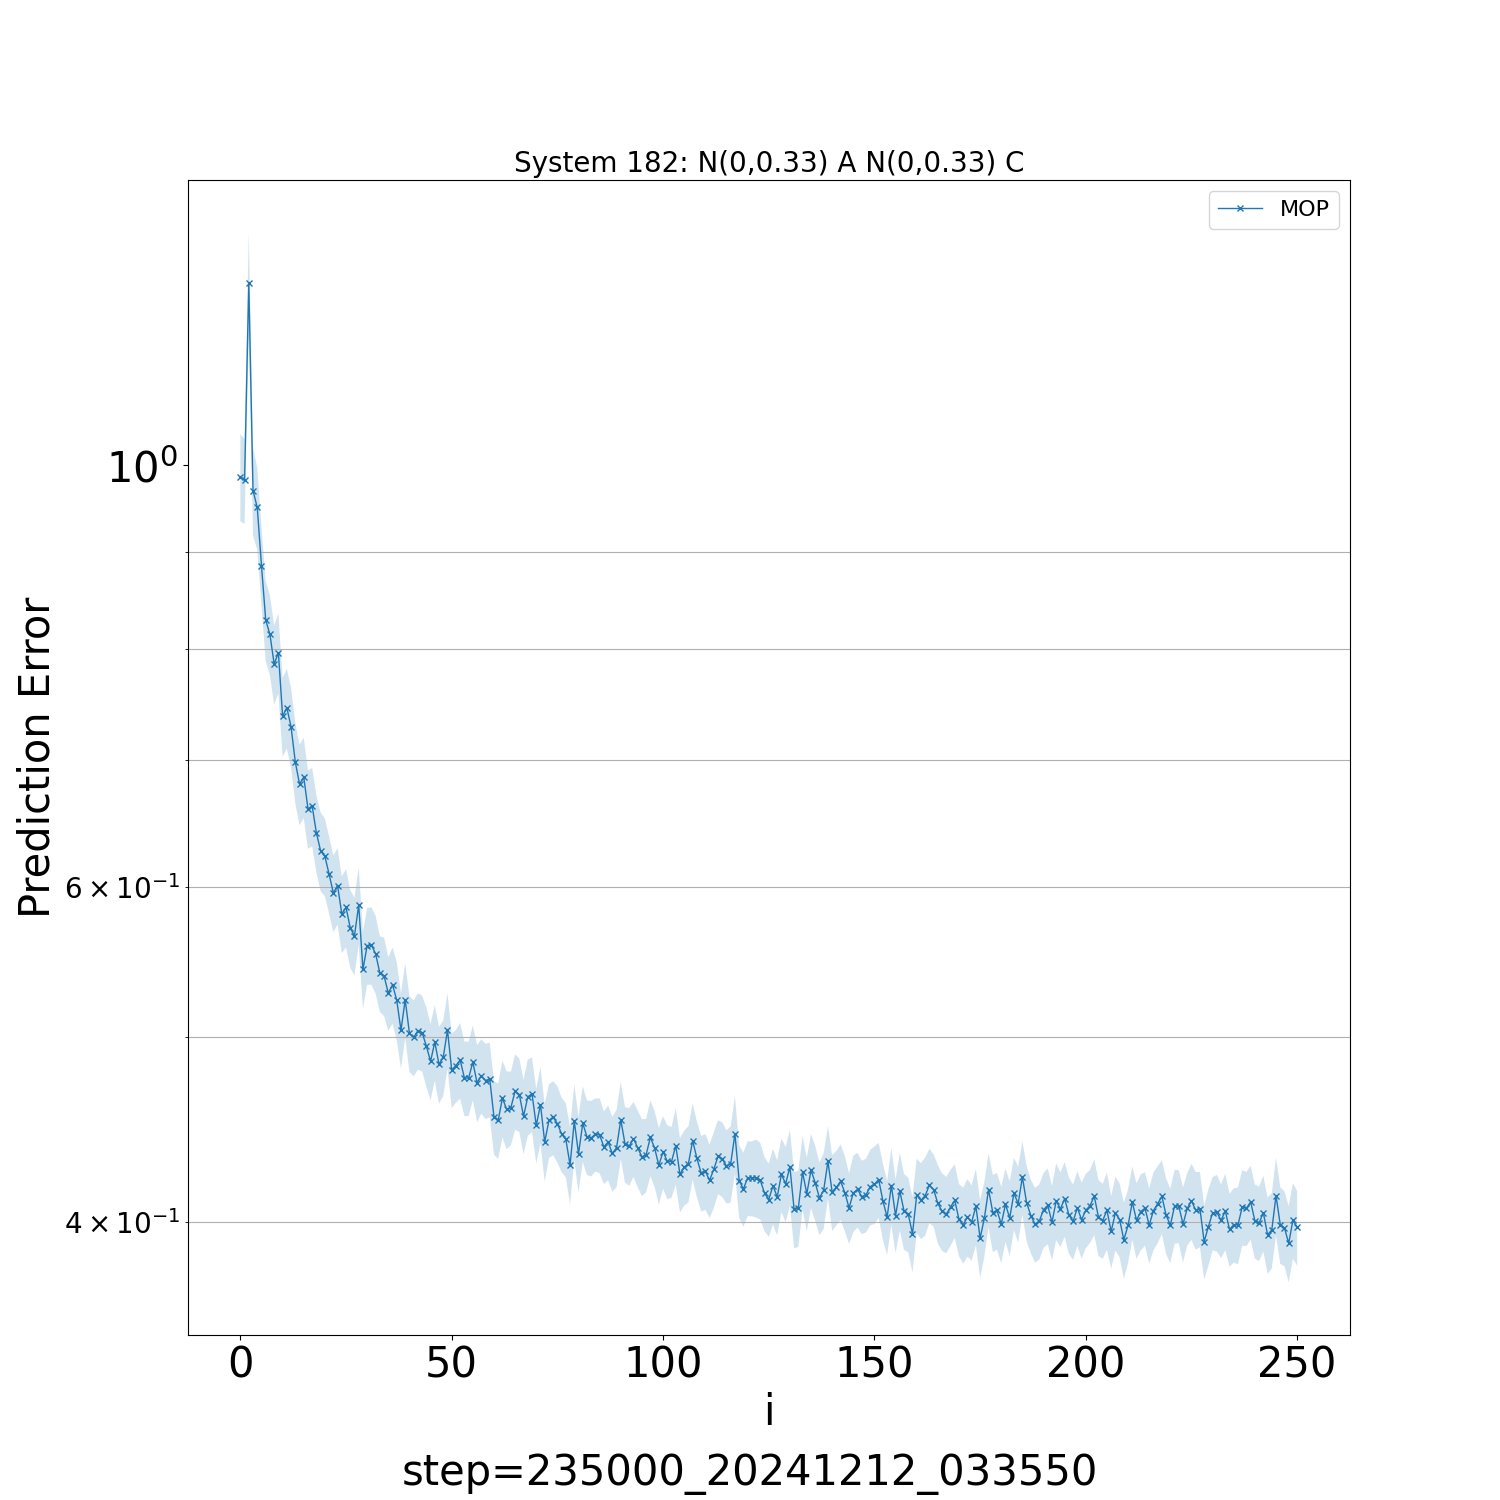 System 182: N(0,0.33) A N(0,0.33) C
MOP
Prediction Error
10⁰
6 × 10⁻¹
4 × 10⁻¹
0 50 100 150 200 250
i
step=235000_20241212_033550